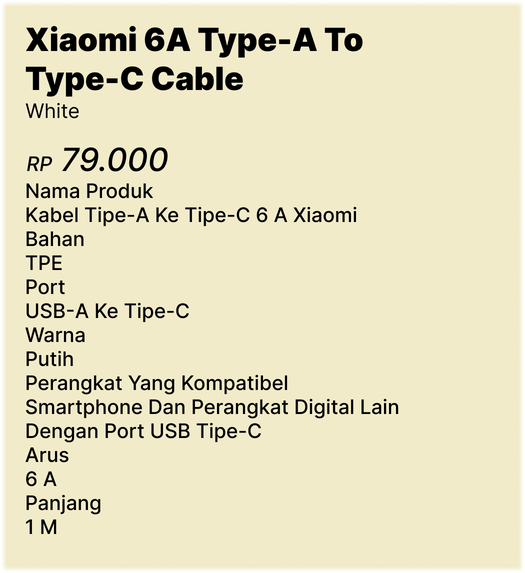 Xiaomi 6A Type-A To
Type-C Cable
White
RP 79.000
Nama Produk
Kabel Tipe-A Ke Tipe-C 6 A Xiaomi
Bahan
TPE
Port
USB-A Ke Tipe-C
Warna
Putih
Perangkat Yang Kompatibel
Smartphone Dan Perangkat Digital Lain
Dengan Port USB Tipe-C
Arus
6 A
Panjang
1 M